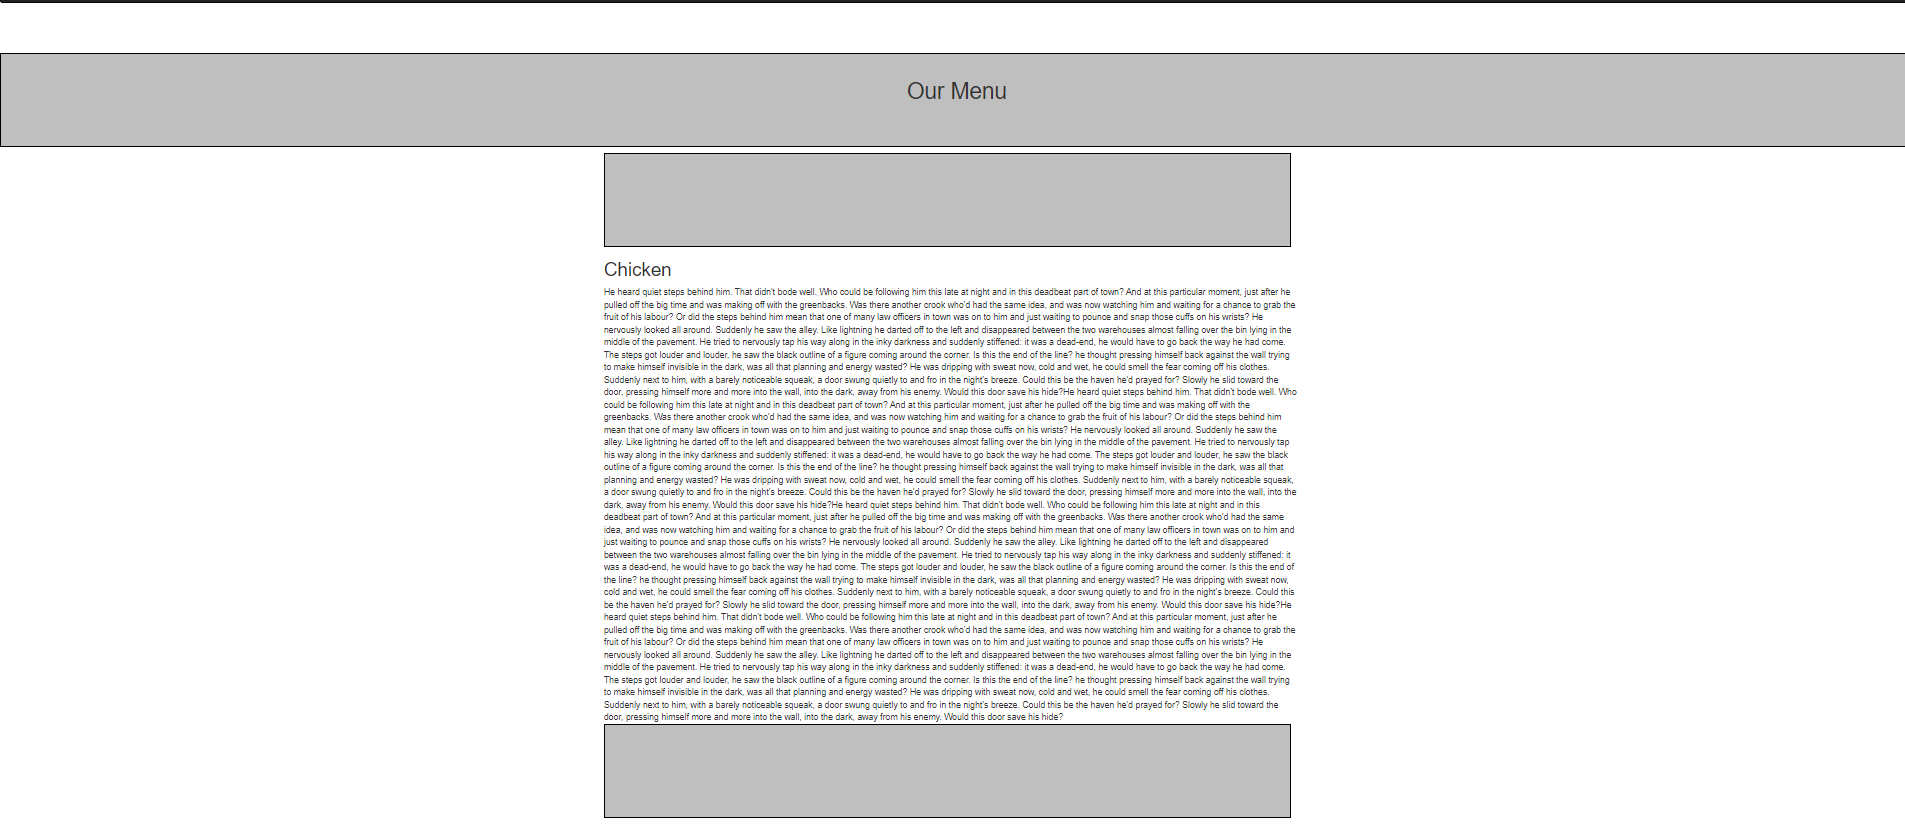 Our Menu
Chicken
He heard quiet steps behind him. That didn't bode well. Who could be following him this late at night and in this deadbeat part of town? And at this particular moment, just after he
pulled off the big time and was making off with the greenbacks. Was there another crook who'd had the same idea, and was now watching him and waiting for a chance to grab the
fruit of his labour? Or did the steps behind him mean that one of many law officers in town was on to him and just waiting to pounce and snap those cuffs on his wrists? He
nervously looked all around. Suddenly he saw the alley. Like lightning he darted off to the left and disappeared between the two warehouses almost falling over the bin lying in the
middle of the pavement. He tried to nervously tap his way along in the inky darkness and suddenly stiffened: it was a dead-end, he would have to go back the way he had come.
The steps got louder and louder, he saw the black outline of a figure coming around the corner. Is this the end of the line? he thought pressing himself back against the wall trying
to make himself invisible in the dark, was all that planning and energy wasted? He was dripping with sweat now, cold and wet, he could smell the fear coming off his clothes.
Suddenly next to him, with a barely noticeable squeak, a door swung quietly to and fro in the night's breeze. Could this be the haven he'd prayed for? Slowly he slid toward the
door, pressing himself more and more into the wall, into the dark, away from his enemy. Would this door save his hide?He heard quiet steps behind him. That didn't bode well. Who
could be following him this late at night and in this deadbeat part of town? And at this particular moment, just after he pulled off the big time and was making off with the
greenbacks. Was there another crook who'd had the same idea, and was now watching him and waiting for a chance to grab the fruit of his labour? Or did the steps behind him
mean that one of many law officers in town was on to him and just waiting to pounce and snap those cuffs on his wrists? He nervously looked all around. Suddenly he saw the
alley. Like lightning he darted off to the left and disappeared between the two warehouses almost falling over the bin lying in the middle of the pavement. He tried to nervously tap
his way along in the inky darkness and suddenly stiffened: it was a dead-end, he would have to go back the way he had come. The steps got louder and louder, he saw the black
outline of a figure coming around the corner. Is this the end of the line? he thought pressing himself back against the wall trying to make himself invisible in the dark, was all that
planning and energy wasted? He was dripping with sweat now, cold and wet, he could smell the fear coming off his clothes. Suddenly next to him, with a barely noticeable squeak,
a door swung quietly to and fro in the night's breeze. Could this be the haven he'd prayed for? Slowly he slid toward the door, pressing himself more and more into the wall, into the
dark, away from his enemy. Would this door save his hide?He heard quiet steps behind him. That didn't bode well. Who could be following him this late at night and in this
deadbeat part of town? And at this particular moment, just after he pulled off the big time and was making off with the greenbacks. Was there another crook who'd had the same
idea, and was now watching him and waiting for a chance to grab the fruit of his labour? Or did the steps behind him mean that one of many law officers in town was on to him and
just waiting to pounce and snap those cuffs on his wrists? He nervously looked all around. Suddenly he saw the alley. Like lightning he darted off to the left and disappeared
between the two warehouses almost falling over the bin lying in the middle of the pavement. He tried to nervously tap his way along in the inky darkness and suddenly stiffened: it
was a dead-end, he would have to go back the way he had come. The steps got louder and louder, he saw the black outline of a figure coming around the corner. Is this the end of
the line? he thought pressing himself back against the wall trying to make himself invisible in the dark, was all that planning and energy wasted? He was dripping with sweat now,
cold and wet, he could smell the fear coming off his clothes. Suddenly next to him, with a barely noticeable squeak, a door swung quietly to and fro in the night's breeze. Could this
be the haven he'd prayed for? Slowly he slid toward the door, pressing himself more and more into the wall, into the dark, away from his enemy. Would this door save his hide?He
heard quiet steps behind him. That didn't bode well. Who could be following him this late at night and in this deadbeat part of town? And at this particular moment, just after he
pulled off the big time and was making off with the greenbacks. Was there another crook who'd had the same idea, and was now watching him and waiting for a chance to grab the
fruit of his labour? Or did the steps behind him mean that one of many law officers in town was on to him and just waiting to pounce and snap those cuffs on his wrists? He
nervously looked all around. Suddenly he saw the alley. Like lightning he darted off to the left and disappeared between the two warehouses almost falling over the bin lying in the
middle of the pavement. He tried to nervously tap his way along in the inky darkness and suddenly stiffened: it was a dead-end, he would have to go back the way he had come.
The steps got louder and louder, he saw the black outline of a figure coming around the corner. Is this the end of the line? he thought pressing himself back against the wall trying
to make himself invisible in the dark, was all that planning and energy wasted? He was dripping with sweat now, cold and wet, he could smell the fear coming off his clothes.
Suddenly next to him, with a barely noticeable squeak, a door swung quietly to and fro in the night's breeze. Could this be the haven he'd prayed for? Slowly he slid toward the
door, pressing himself more and more into the wall, into the dark, away from his enemy. Would this door save his hide?